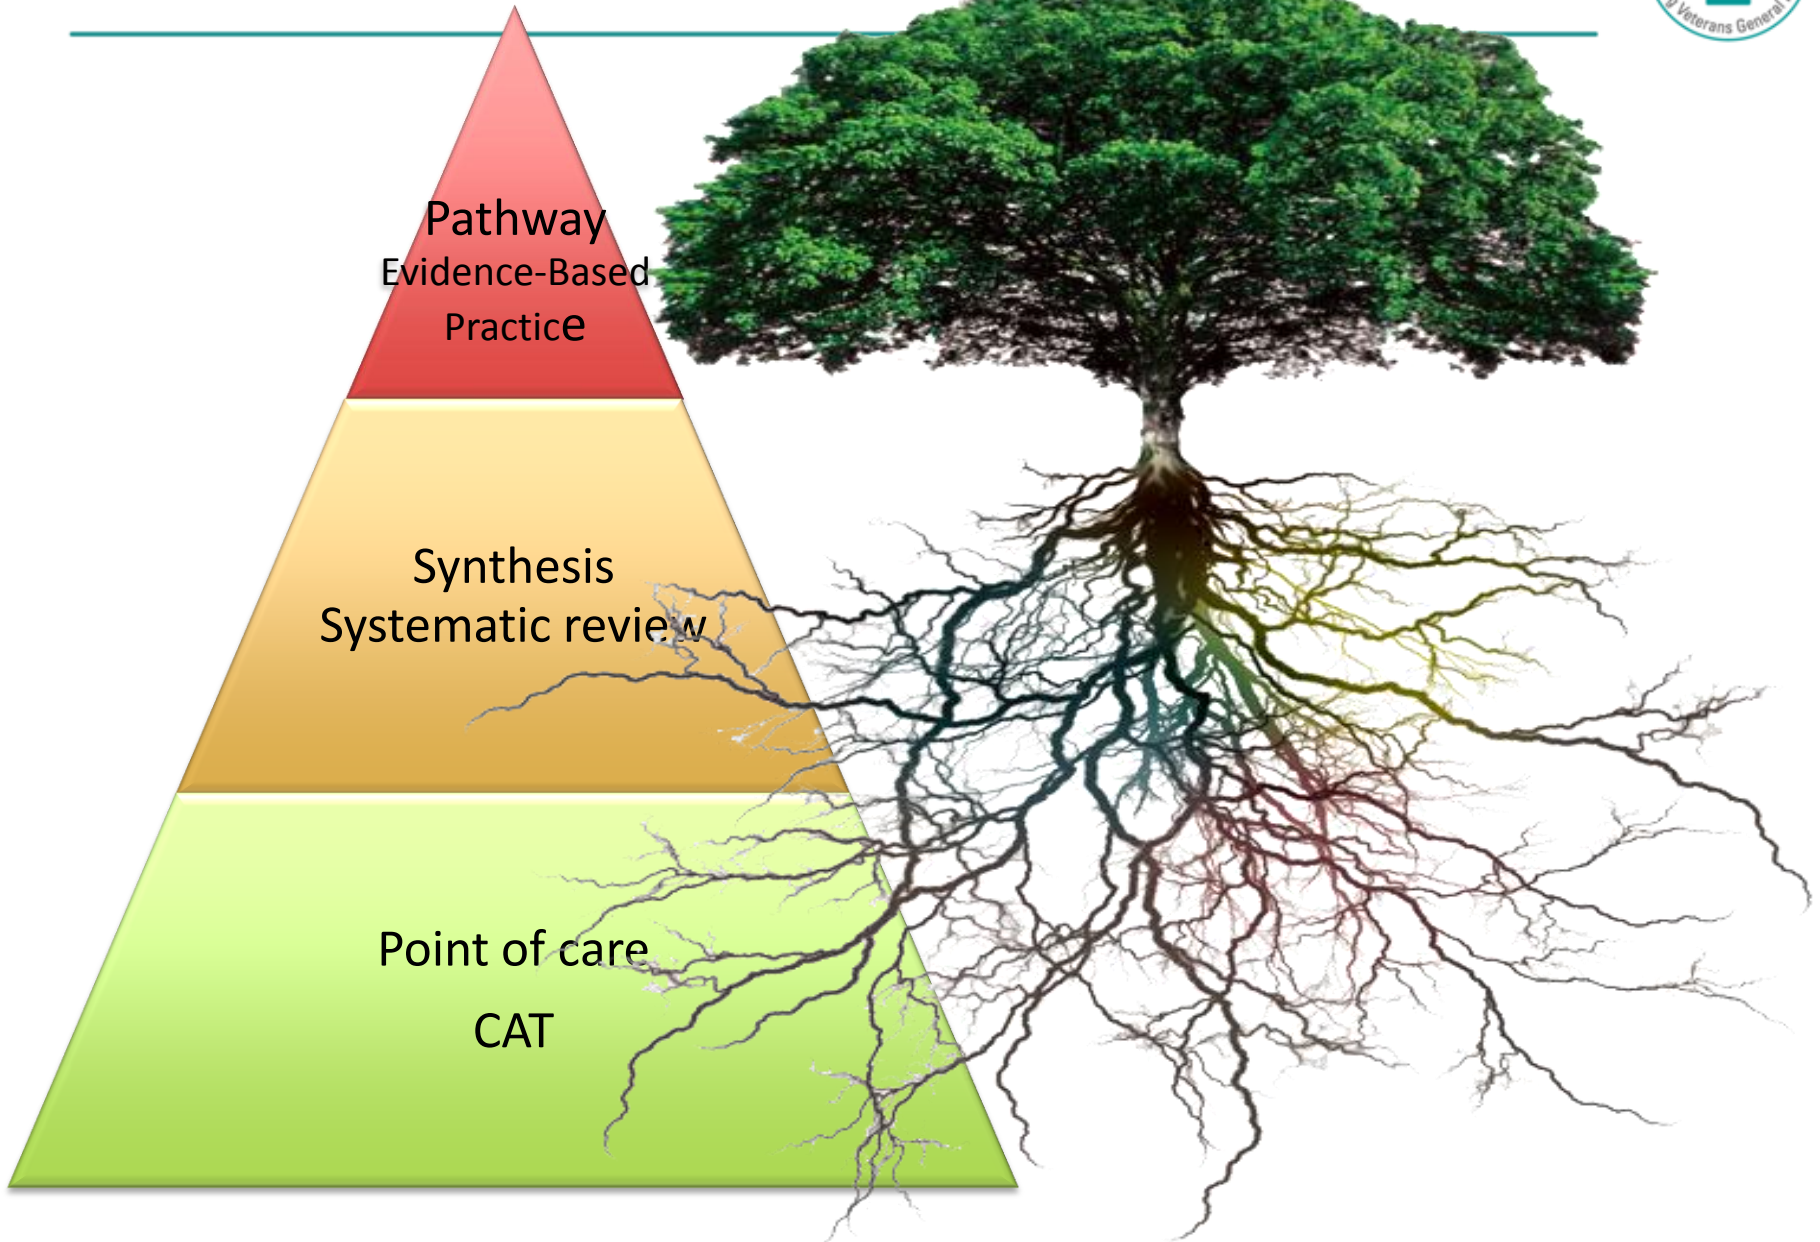 Veterans General
Pathway
Evidence-Based
Practice
Synthesis
Systematic review
Point of care
CAT